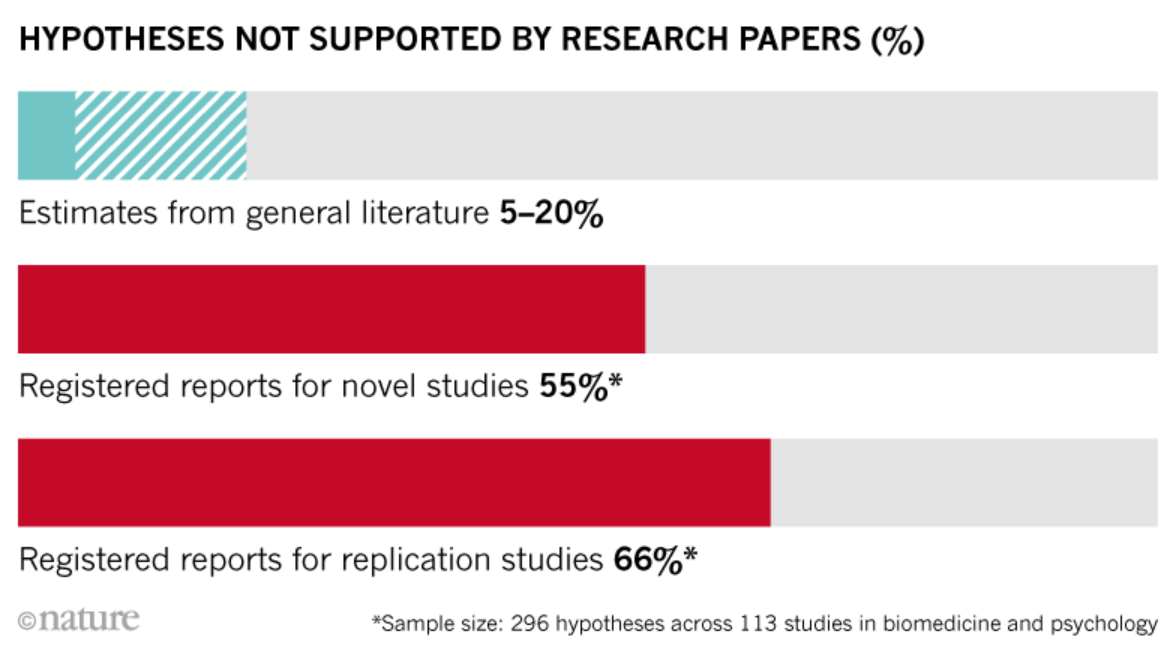 HYPOTHESES NOT SUPPORTED BY RESEARCH PAPERS (%)
Estimates from general literature 5–20%
Registered reports for novel studies 55%*
Registered reports for replication studies 66%*
©nature
*Sample size: 296 hypotheses across 113 studies in biomedicine and psychology